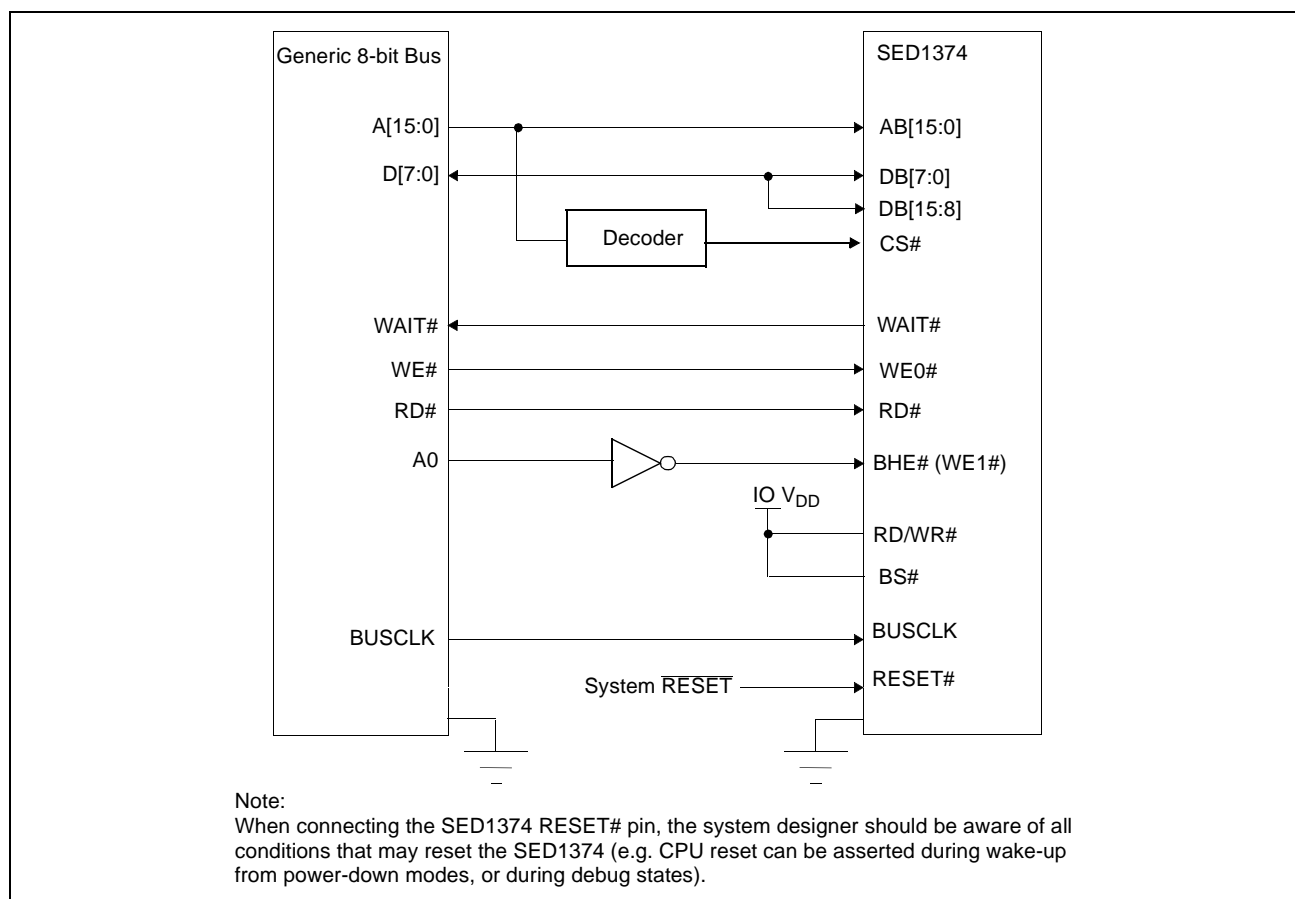 Generic 8-bit Bus
SED1374
A[15:0]
AB[15:0]
D[7:0]
DB[7:0]
DB[15:8]
Decoder
CS#
WAIT#
WAIT#
WE#
WE0#
RD#
RD#
A0
BHE# (WE1#)
IO VDD
RD/WR#
BS#
BUSCLK
BUSCLK
System RESET
RESET#
Note:
When connecting the SED1374 RESET# pin, the system designer should be aware of all
conditions that may reset the SED1374 (e.g. CPU reset can be asserted during wake-up
from power-down modes, or during debug states).